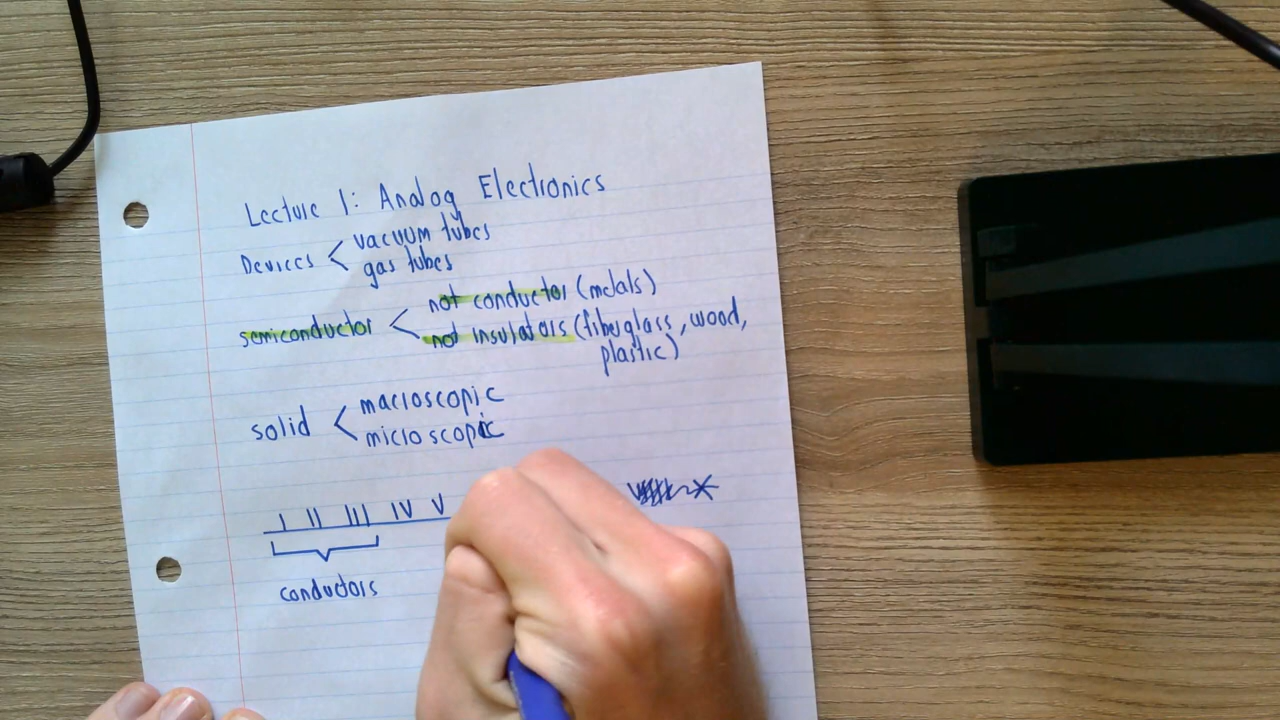 Lecture 1: Analog Electronics
Devices < vacuum tubes
gas tubes
semiconductor < not conductor (metals)
not insulators (fiberglass, wood,
plastic)
solid < macroscopic
microscopic
I II III IV V
conductors